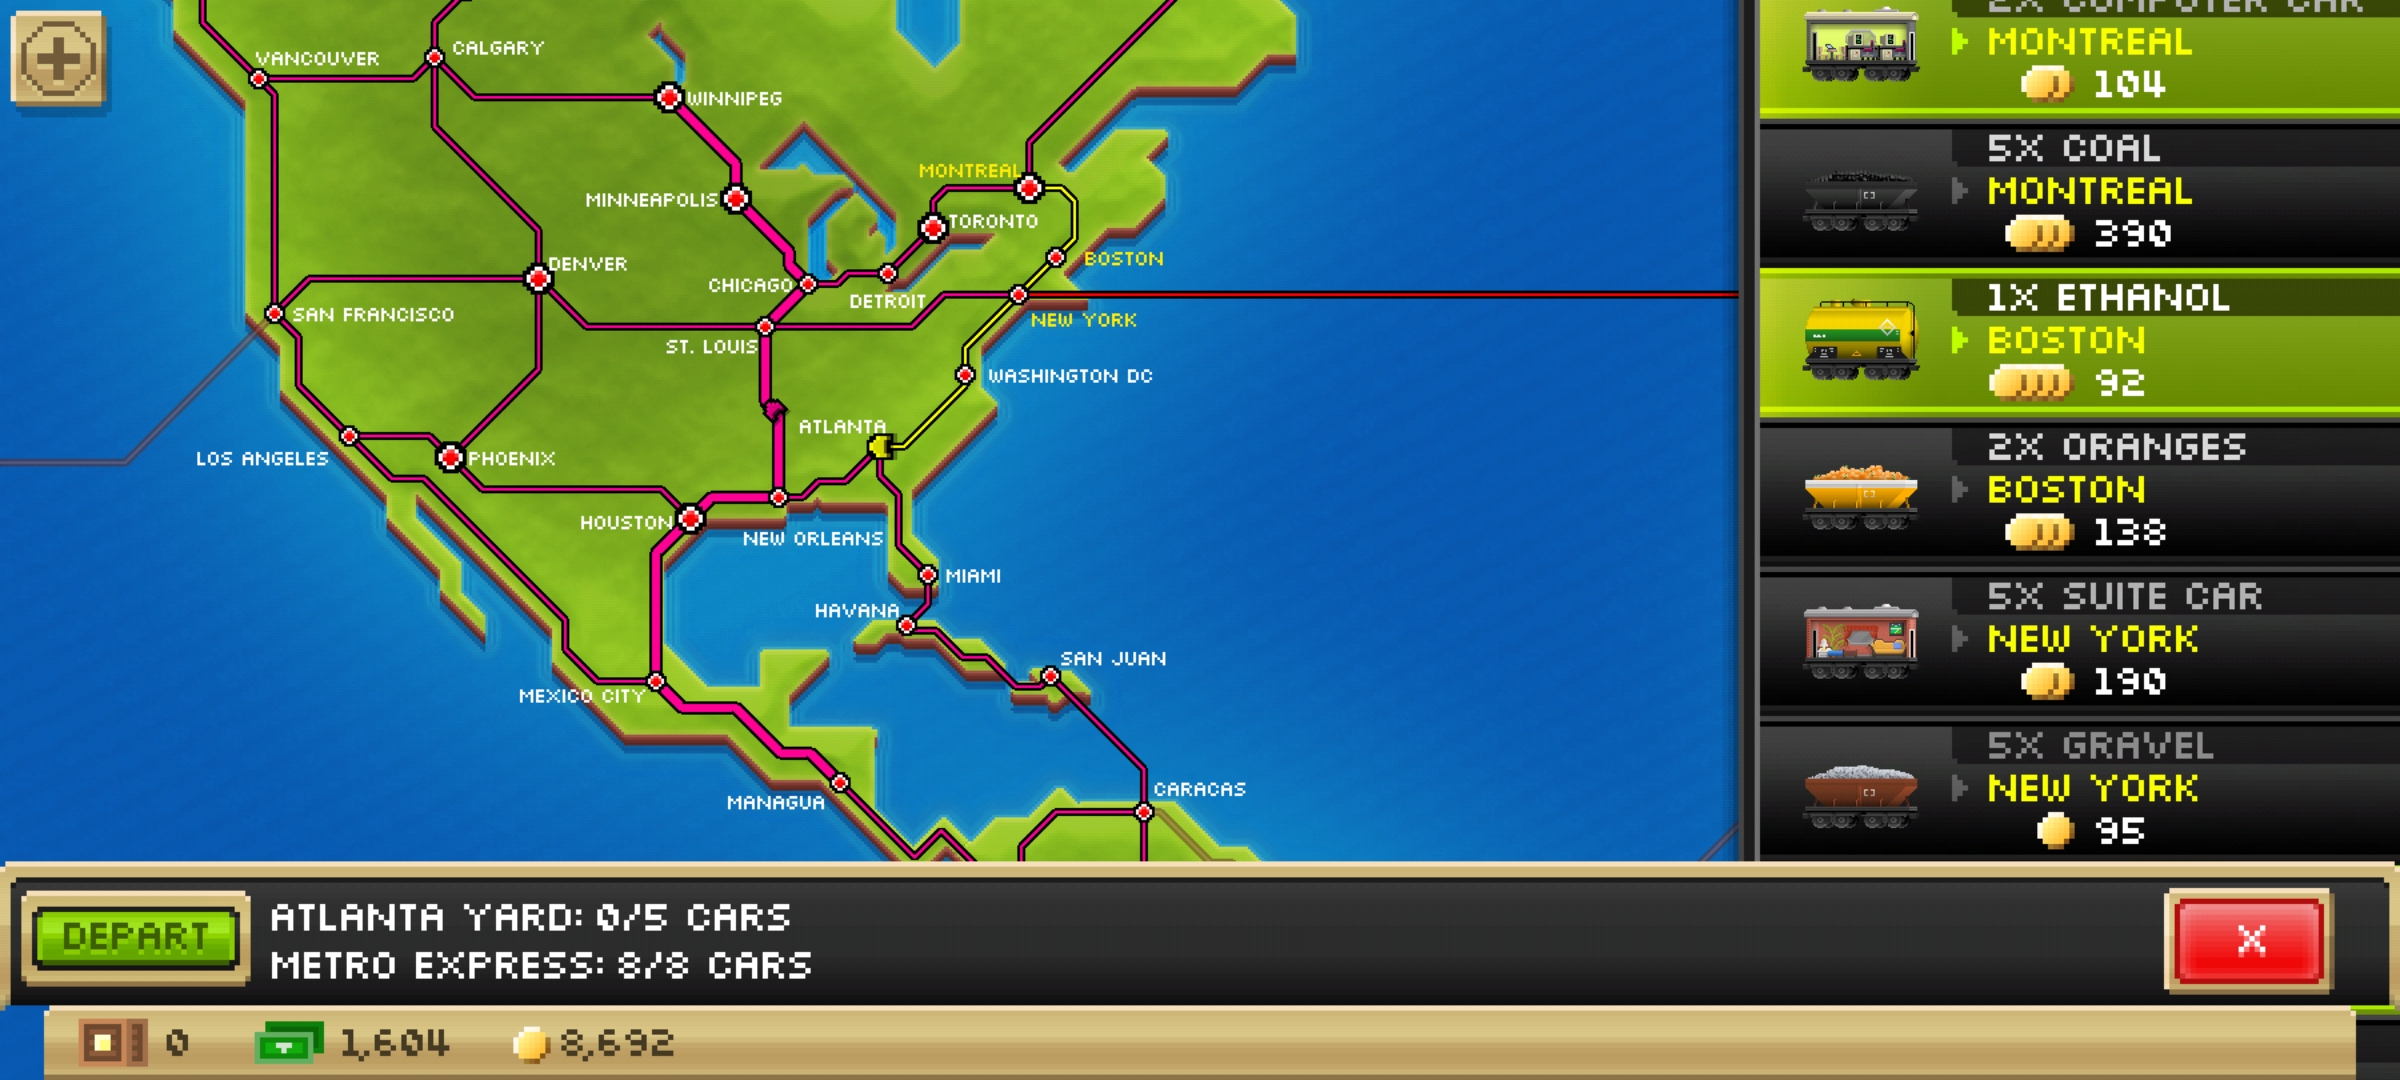 VANCOUVER
CALGARY
WINNIPEG
MONTREAL
MINNEAPOLIS
TORONTO
DENVER
BOSTON
CHICAGO
DETROIT
SAN FRANCISCO
NEW YORK
ST. LOUIS
WASHINGTON DC
ATLANTA
LOS ANGELES
PHOENIX
HOUSTON
NEW ORLEANS
MIAMI
HAVANA
SAN JUAN
MEXICO CITY
MANAGUA
CARACAS
2X COMPUTER CAR
MONTREAL
104
5X COAL
MONTREAL
390
1X ETHANOL
BOSTON
92
2X ORANGES
BOSTON
138
5X SUITE CAR
NEW YORK
190
5X GRAVEL
NEW YORK
95
DEPART
ATLANTA YARD: 0/5 CARS
METRO EXPRESS: 8/8 CARS
X
0
1,604
8,692